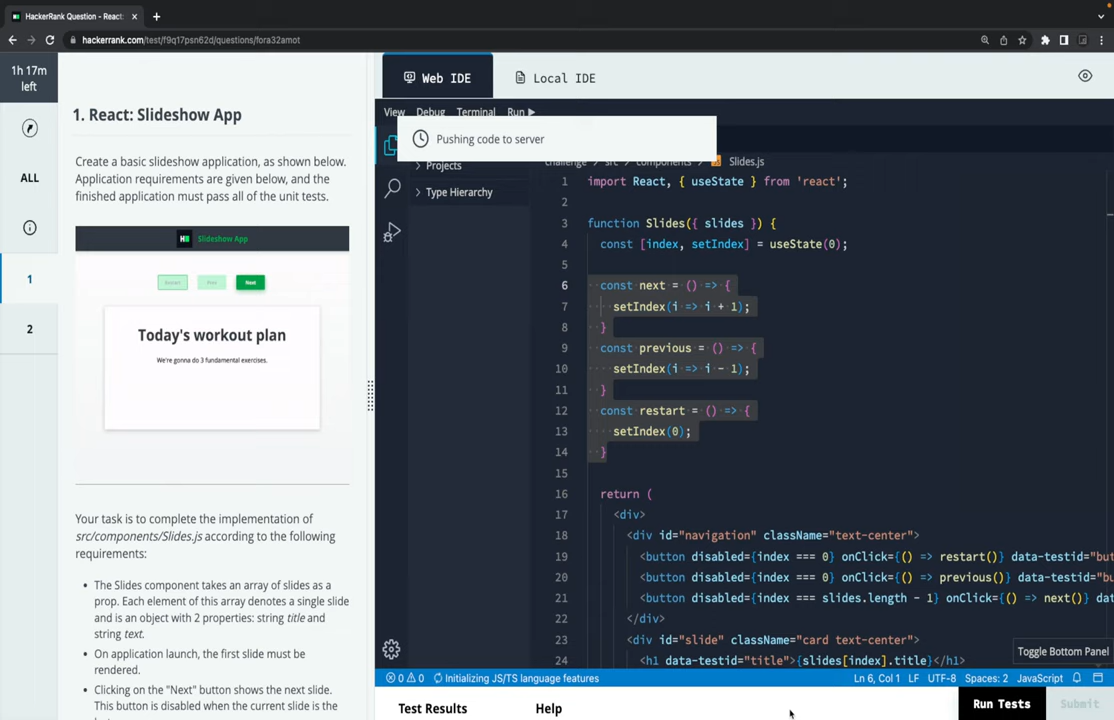 HackerRank Question - React:
hackerrank.com/test/f9q17psn62d/questions/fora32amot
1h 17m
left
ALL
1
2
1. React: Slideshow App
Create a basic slideshow application, as shown below.
Application requirements are given below, and the
finished application must pass all of the unit tests.
Slideshow App
Restart Prev Next
Today's workout plan
We're gonna do 3 fundamental exercises.
Your task is to complete the implementation of
src/components/Slides.js according to the following
requirements:
The Slides component takes an array of slides as a
prop. Each element of this array denotes a single slide
and is an object with 2 properties: string title and
string text.
On application launch, the first slide must be
rendered.
Clicking on the "Next" button shows the next slide.
This button is disabled when the current slide is the
Web IDE Local IDE
View Debug Terminal Run
Pushing code to server
challenge src components Slides.js
Projects
Type Hierarchy
1 import React, { useState } from 'react';
2
3 function Slides({ slides }) {
4 const [index, setIndex] = useState(0);
5
6 const next = () => {
7 setIndex(i => i + 1);
8 }
9 const previous = () => {
10 setIndex(i => i - 1);
11 }
12 const restart = () => {
13 setIndex(0);
14 }
15
16 return (
17 <div>
18 <div id="navigation" className="text-center">
19 <button disabled={index === 0} onClick={() => restart()} data-testid="but
20 <button disabled={index === 0} onClick={() => previous()} data-testid="bu
21 <button disabled={index === slides.length - 1} onClick={() => next()} dat
22 </div>
23 <div id="slide" className="card text-center">
24 <h1 data-testid="title">{slides[index].title}</h1>
Toggle Bottom Panel
0 0 Initializing JS/TS language features Ln 6, Col 1 LF UTF-8 Spaces: 2 JavaScript
Test Results Help Run Tests Submit